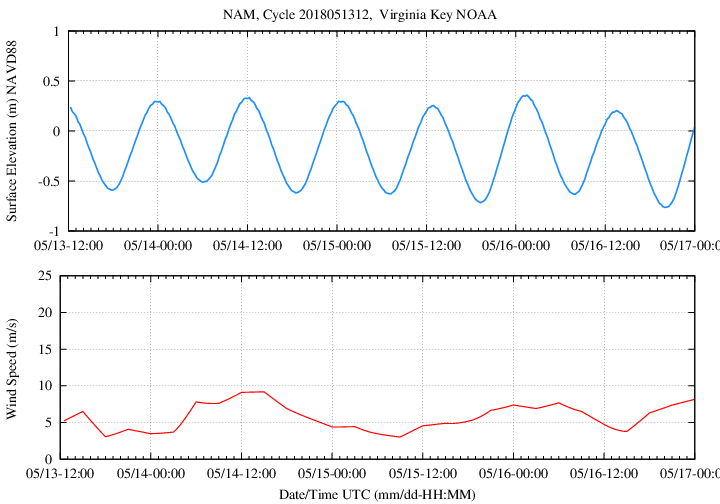 NAM, Cycle 2018051312,  Virginia Key NOAA
Surface Elevation (m) NAVD88
1
0.5
0
-0.5
-1
05/13-12:00 05/14-00:00 05/14-12:00 05/15-00:00 05/15-12:00 05/16-00:00 05/16-12:00 05/17-00:0
Wind Speed (m/s)
25
20
15
10
5
0
05/13-12:00 05/14-00:00 05/14-12:00 05/15-00:00 05/15-12:00 05/16-00:00 05/16-12:00 05/17-00:0
Date/Time UTC (mm/dd-HH:MM)